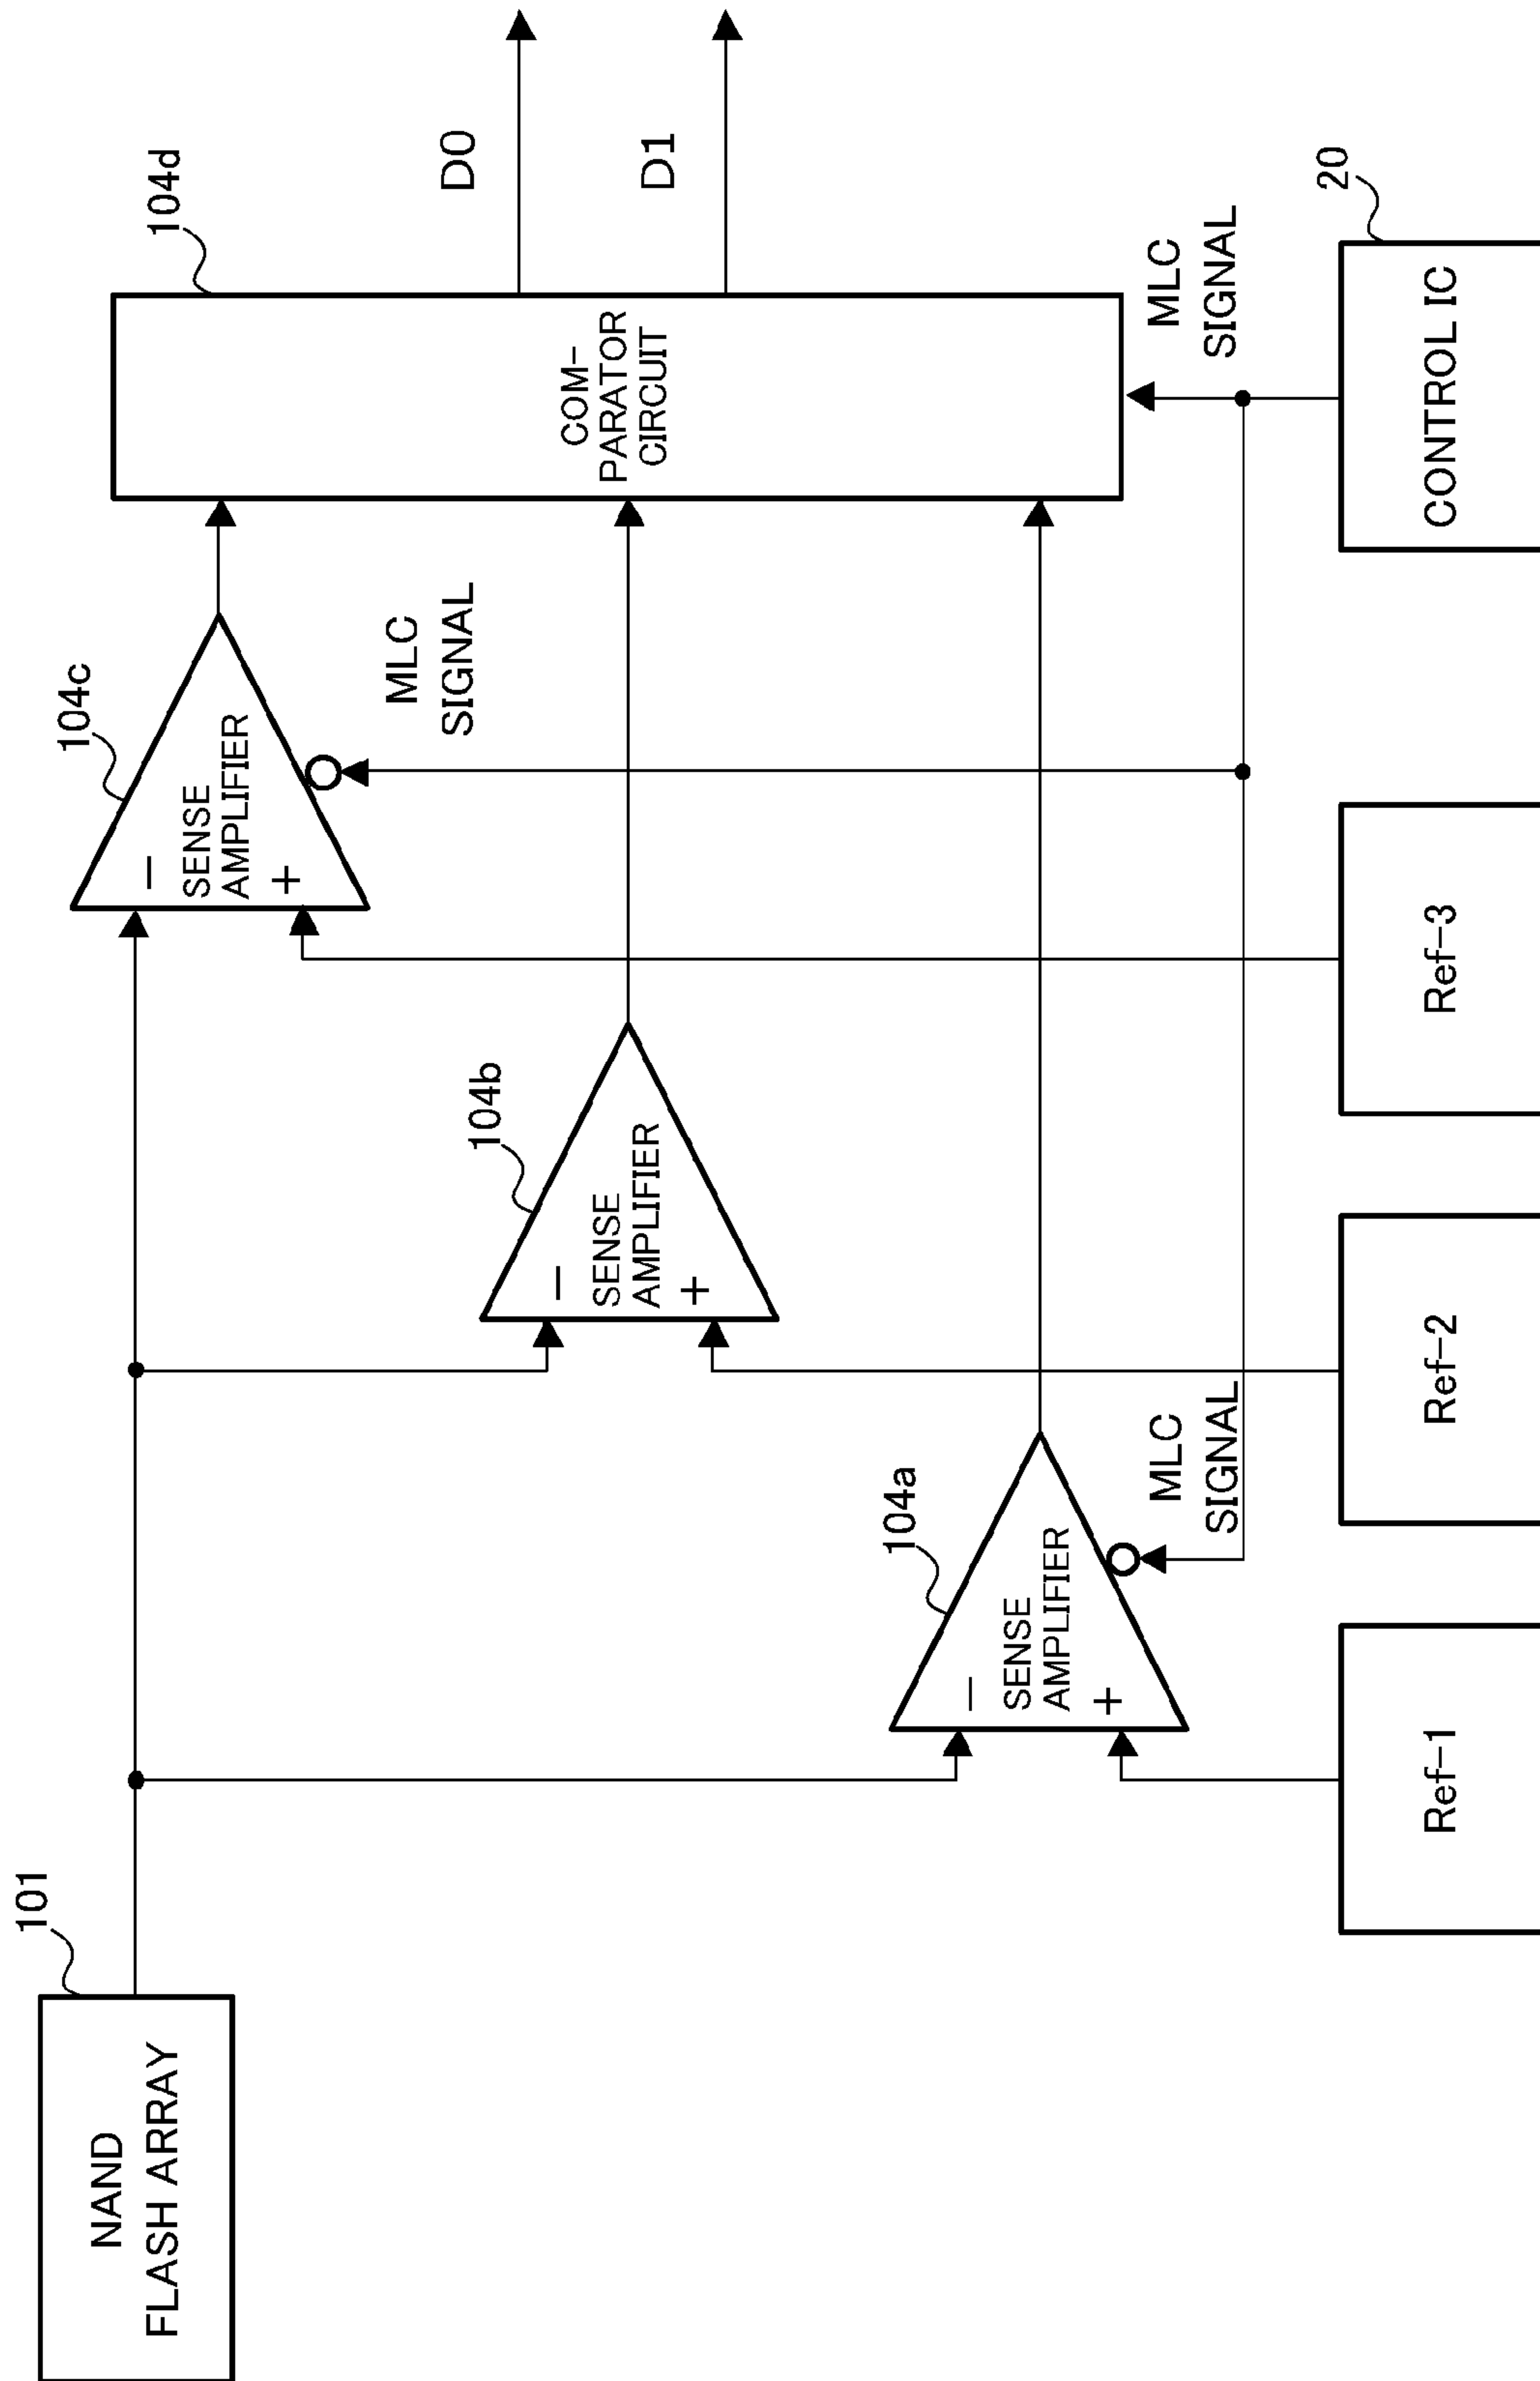 101
NAND
FLASH ARRAY
104c
–
SENSE
AMPLIFIER
+
MLC
SIGNAL
104b
–
SENSE
AMPLIFIER
+
104a
–
SENSE
AMPLIFIER
+
MLC
SIGNAL
104d
COM–
PARATOR
CIRCUIT
D0
D1
MLC
SIGNAL
Ref–1
Ref–2
Ref–3
20
CONTROL IC